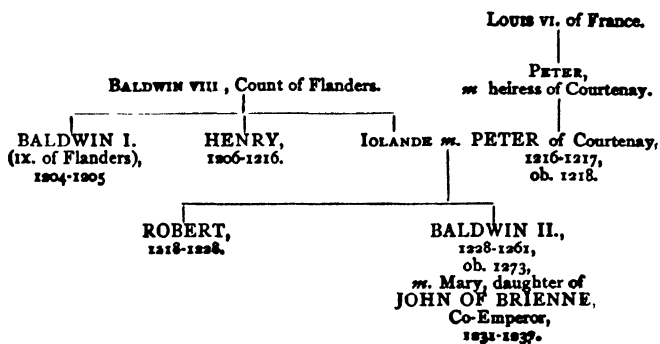 LOUIS VI. of France.
PETER,
m heiress of Courtenay.
BALDWIN VIII , Count of Flanders.
BALDWIN I.
(IX. of Flanders),
1204-1205
HENRY,
1206-1216.
IOLANDE m. PETER of Courtenay,
1216-1217,
ob. 1218.
ROBERT,
1218-1228.
BALDWIN II.,
1228-1261,
ob. 1273,
m. Mary, daughter of
JOHN OF BRIENNE,
Co-Emperor,
1231-1237.